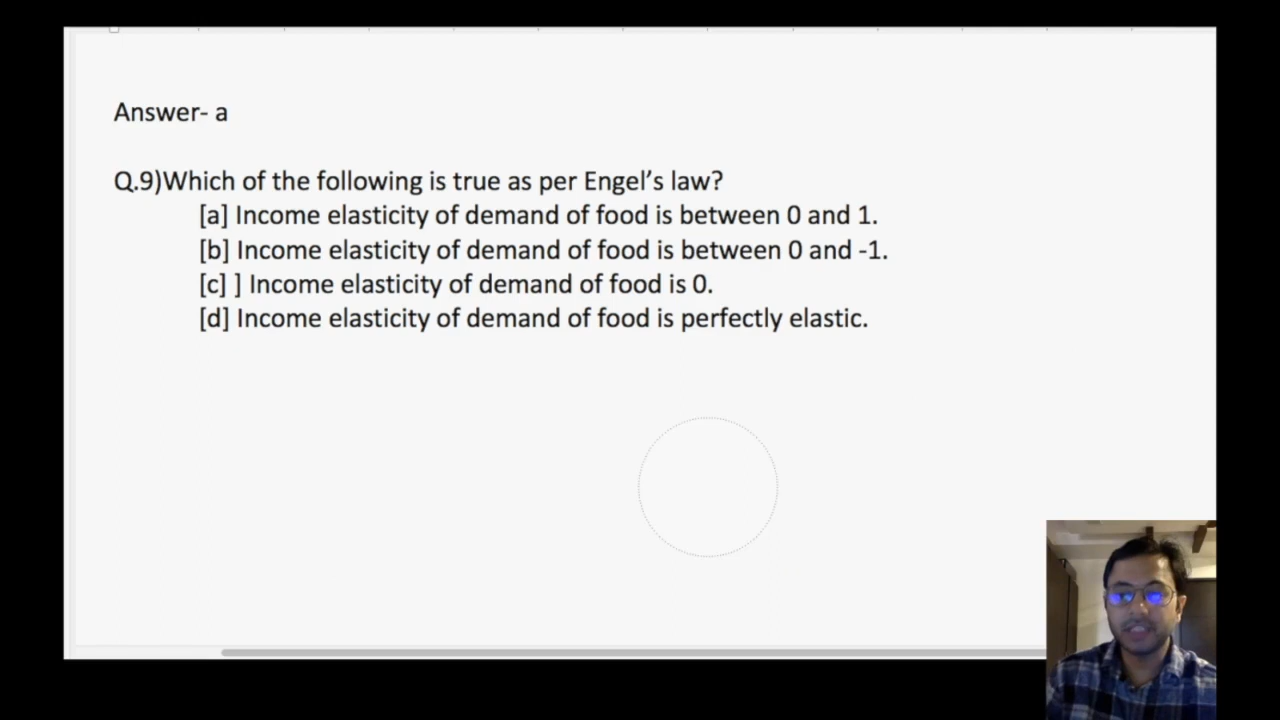 Answer- a
Q.9)Which of the following is true as per Engel’s law?
[a] Income elasticity of demand of food is between 0 and 1.
[b] Income elasticity of demand of food is between 0 and -1.
[c] ] Income elasticity of demand of food is 0.
[d] Income elasticity of demand of food is perfectly elastic.